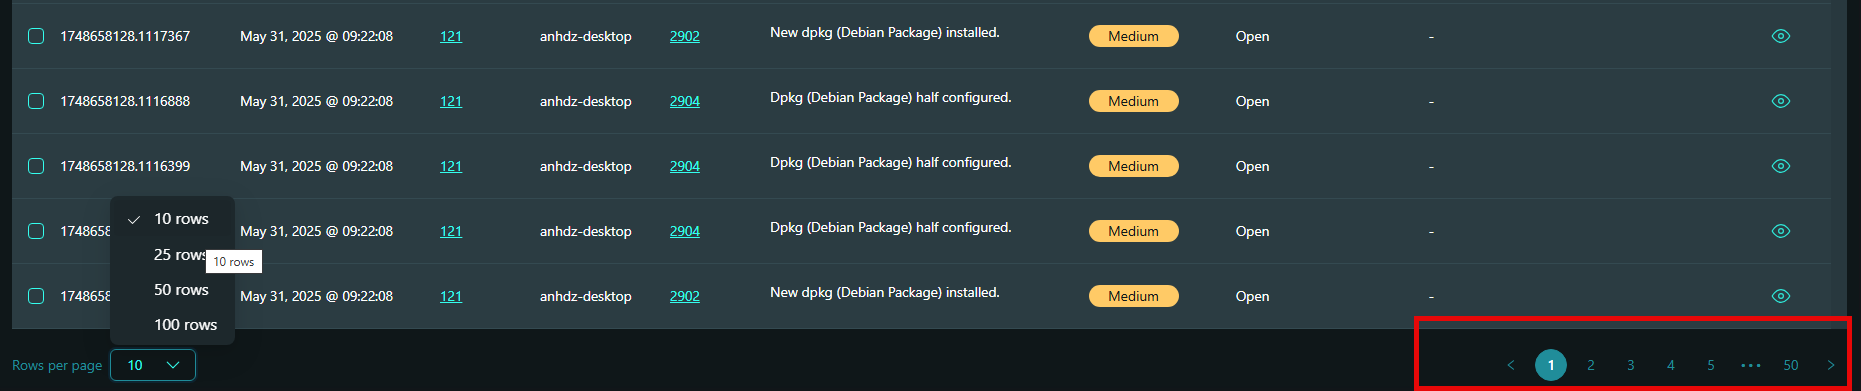 1748658128.1117367 May 31, 2025 @ 09:22:08 121 anhdz-desktop 2902 New dpkg (Debian Package) installed. Medium Open -
1748658128.1116888 May 31, 2025 @ 09:22:08 121 anhdz-desktop 2904 Dpkg (Debian Package) half configured. Medium Open -
1748658128.1116399 May 31, 2025 @ 09:22:08 121 anhdz-desktop 2904 Dpkg (Debian Package) half configured. Medium Open -
174865 May 31, 2025 @ 09:22:08 121 anhdz-desktop 2904 Dpkg (Debian Package) half configured. Medium Open -
174865 May 31, 2025 @ 09:22:08 121 anhdz-desktop 2902 New dpkg (Debian Package) installed. Medium Open -
10 rows
25 rows
10 rows
50 rows
100 rows
Rows per page 10 < 1 2 3 4 5 ••• 50 >